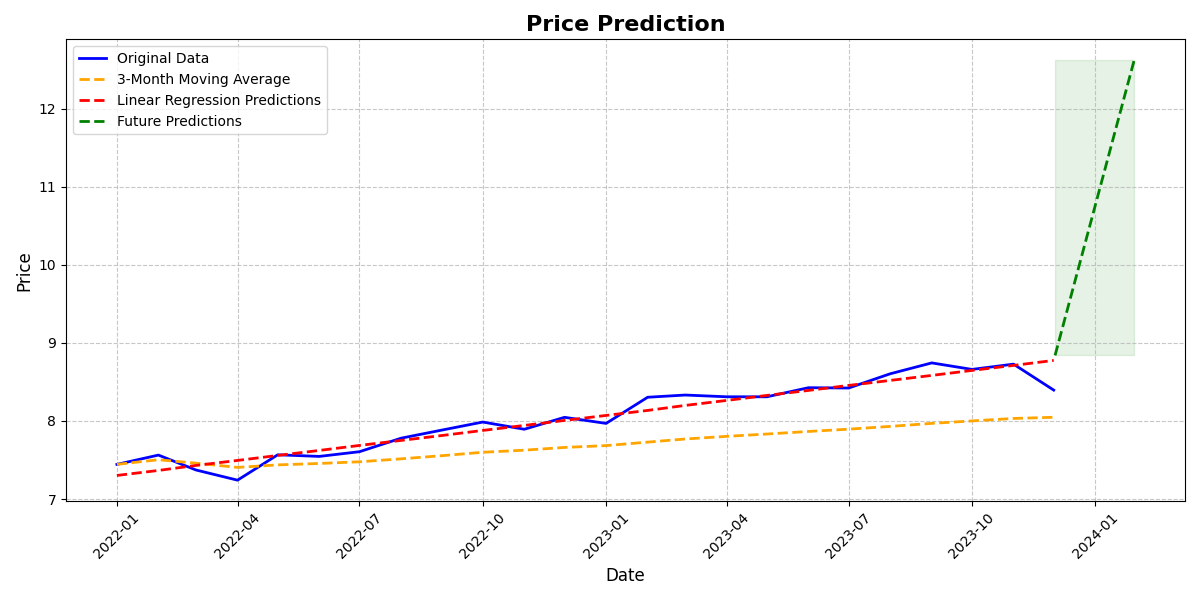 Price Prediction
Original Data
3-Month Moving Average
Linear Regression Predictions
Future Predictions
Price
12
11
10
9
8
7
2022-01
2022-04
2022-07
2022-10
2023-01
2023-04
2023-07
2023-10
2024-01
Date